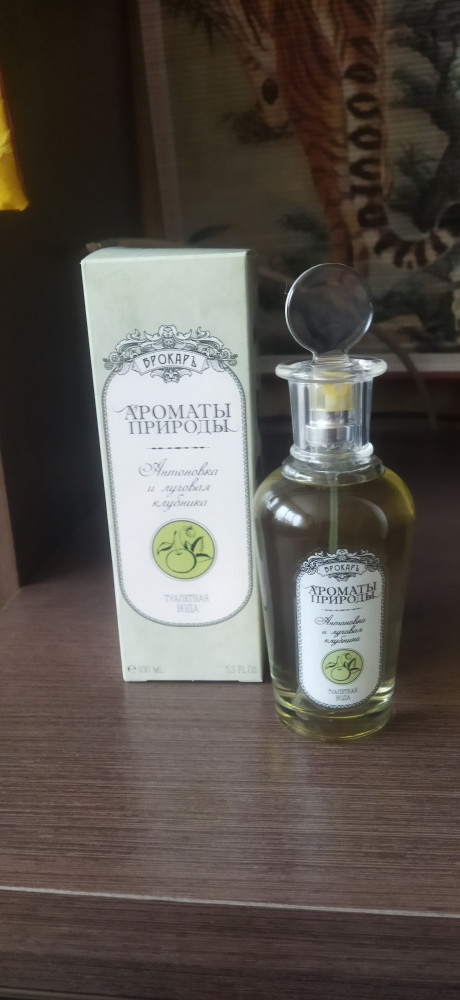 БРОКАРЪ
АРОМАТЫ
ПРИРОДЫ
Антоновка
и луговая
клубника
ТУАЛЕТНАЯ
ВОДА
℮ 100 ML
3.3 FL.OZ
БРОКАРЪ
АРОМАТЫ
ПРИРОДЫ
Антоновка
и луговая
клубника
ТУАЛЕТНАЯ
ВОДА